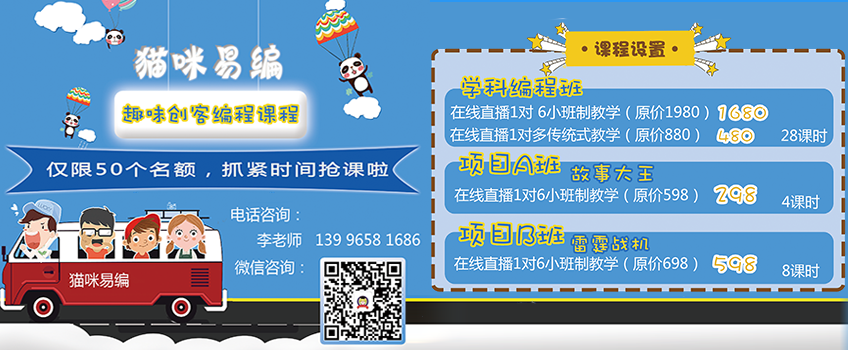 猫咪易编
趣味创客编程课程
仅限50个名额，抓紧时间抢课啦
电话咨询：
李老师 139 9658 1686
微信咨询：
猫咪易编
课程设置
学科编程班
在线直播1对 6小班制教学（原价1980）1680
在线直播1对多传统式教学（原价880）480 28课时
项目A班 故事大王
在线直播1对6小班制教学（原价598）298 4课时
项目B班 雷霆战机
在线直播1对6小班制教学（原价698）598 8课时